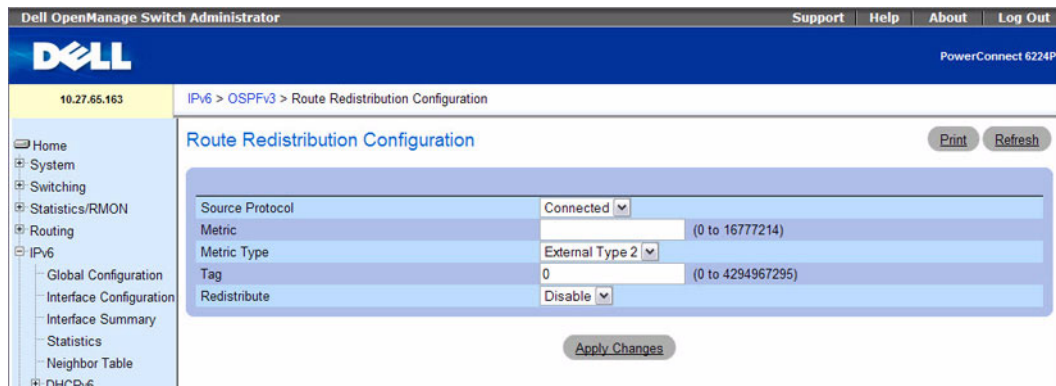 Dell OpenManage Switch Administrator Support Help About Log Out
DELL
PowerConnect 6224P
10.27.65.163
IPv6 > OSPFv3 > Route Redistribution Configuration
Home
System
Switching
Statistics/RMON
Routing
IPv6
Global Configuration
Interface Configuration
Interface Summary
Statistics
Neighbor Table
DHCPv6
Route Redistribution Configuration
Print Refresh
Source Protocol Connected
Metric (0 to 16777214)
Metric Type External Type 2
Tag 0 (0 to 4294967295)
Redistribute Disable
Apply Changes